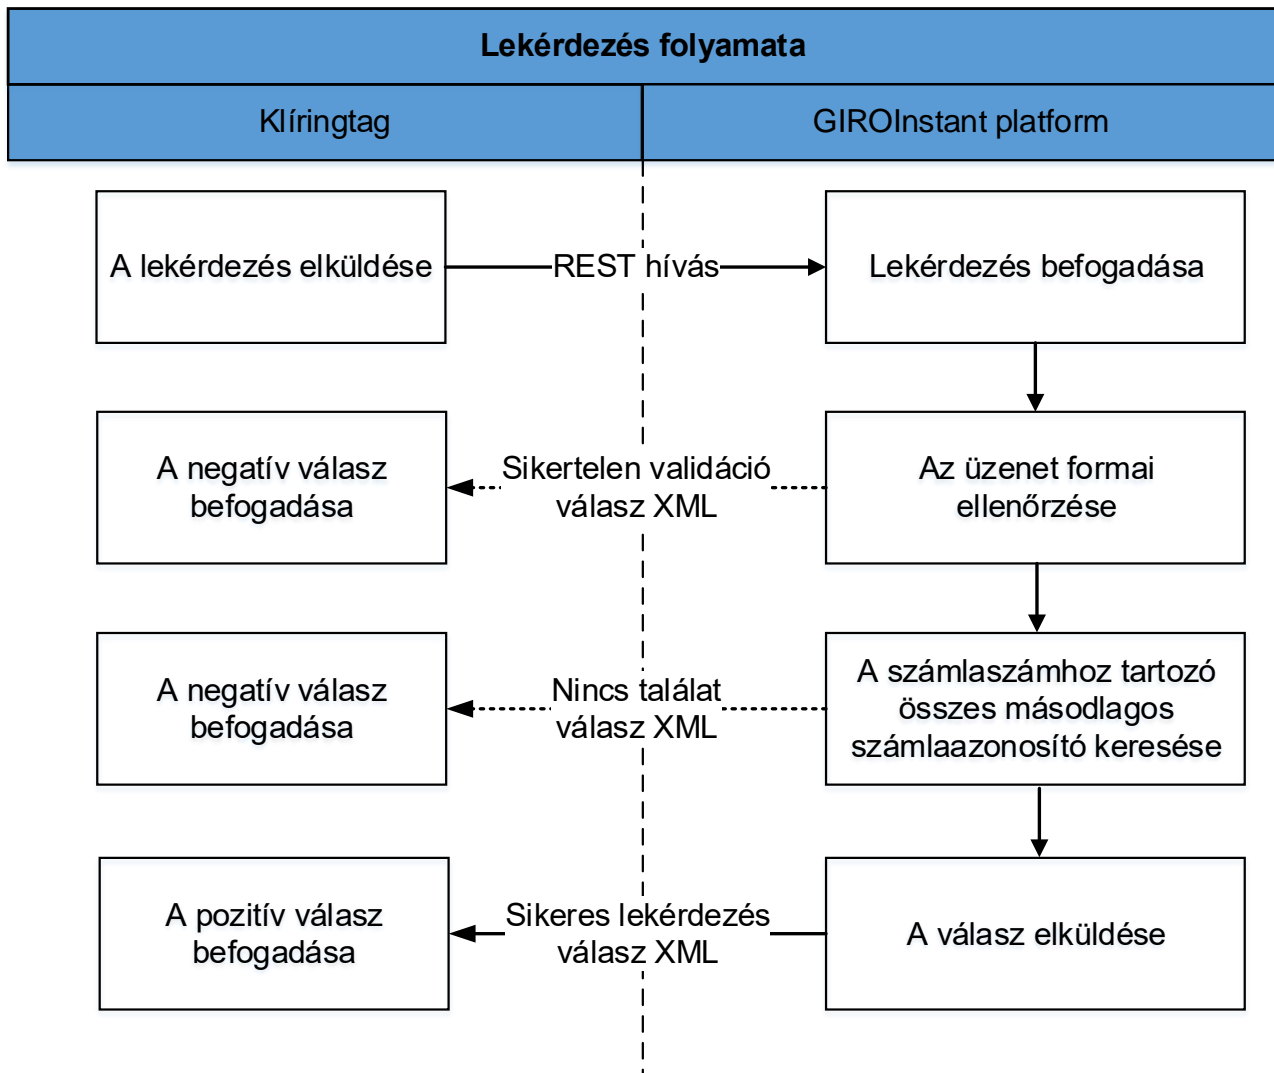 Lekérdezés folyamata
Klíringtag
GIROInstant platform
A lekérdezés elküldése
REST hívás
Lekérdezés befogadása
A negatív válasz
befogadása
Sikertelen validáció
válasz XML
Az üzenet formai
ellenőrzése
A negatív válasz
befogadása
Nincs találat
válasz XML
A számlaszámhoz tartozó
összes másodlagos
számlaazonosító keresése
A pozitív válasz
befogadása
Sikeres lekérdezés
válasz XML
A válasz elküldése